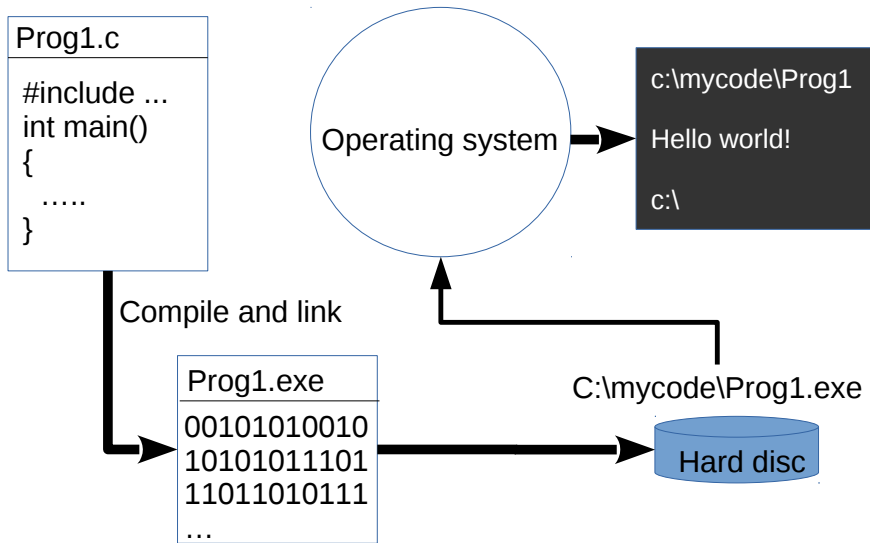 Prog1.c
#include ...
int main()
{
…..
}
Compile and link
Prog1.exe
00101010010
10101011101
11011010111
…
Operating system
c:\mycode\Prog1
Hello world!
c:\
C:\mycode\Prog1.exe
Hard disc